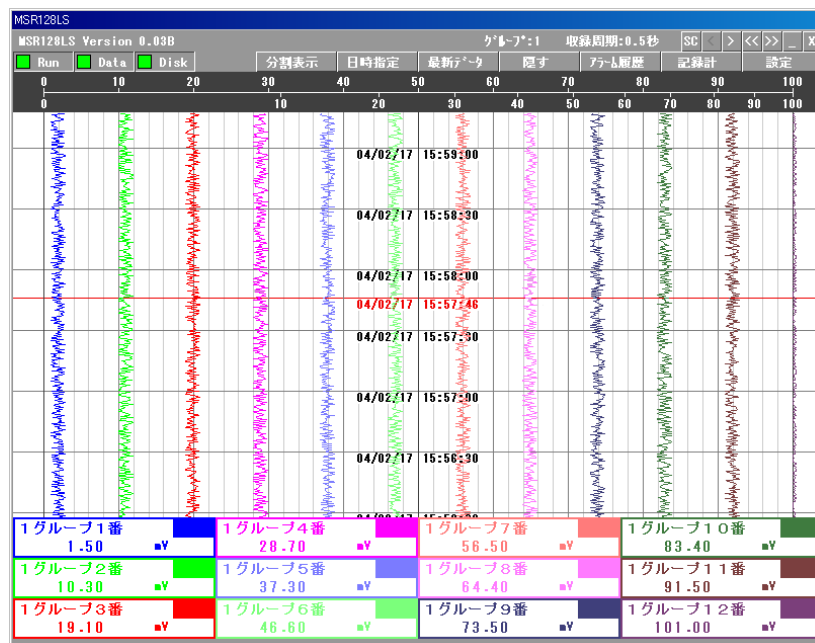 MSR128LS
MSR128LS Version 0.03B グループ:1 収録周期:0.5秒 SC < > << >> _ X
Run Data Disk 分割表示 日時指定 最新データ 隠す アラーム履歴 記録計 設定
0 10 20 30 40 50 60 70 80 90 100
0 10 20 30 40 50 60 70 80 90 100
04/02/17 15:59:00
04/02/17 15:58:30
04/02/17 15:58:00
04/02/17 15:57:46
04/02/17 15:57:30
04/02/17 15:57:00
04/02/17 15:56:30
1グループ1番 1グループ4番 1グループ7番 1グループ10番
1.50 mV 28.70 mV 56.50 mV 83.40 mV
1グループ2番 1グループ5番 1グループ8番 1グループ11番
10.30 mV 37.30 mV 64.40 mV 91.50 mV
1グループ3番 1グループ6番 1グループ9番 1グループ12番
19.10 mV 46.60 mV 73.50 mV 101.00 mV